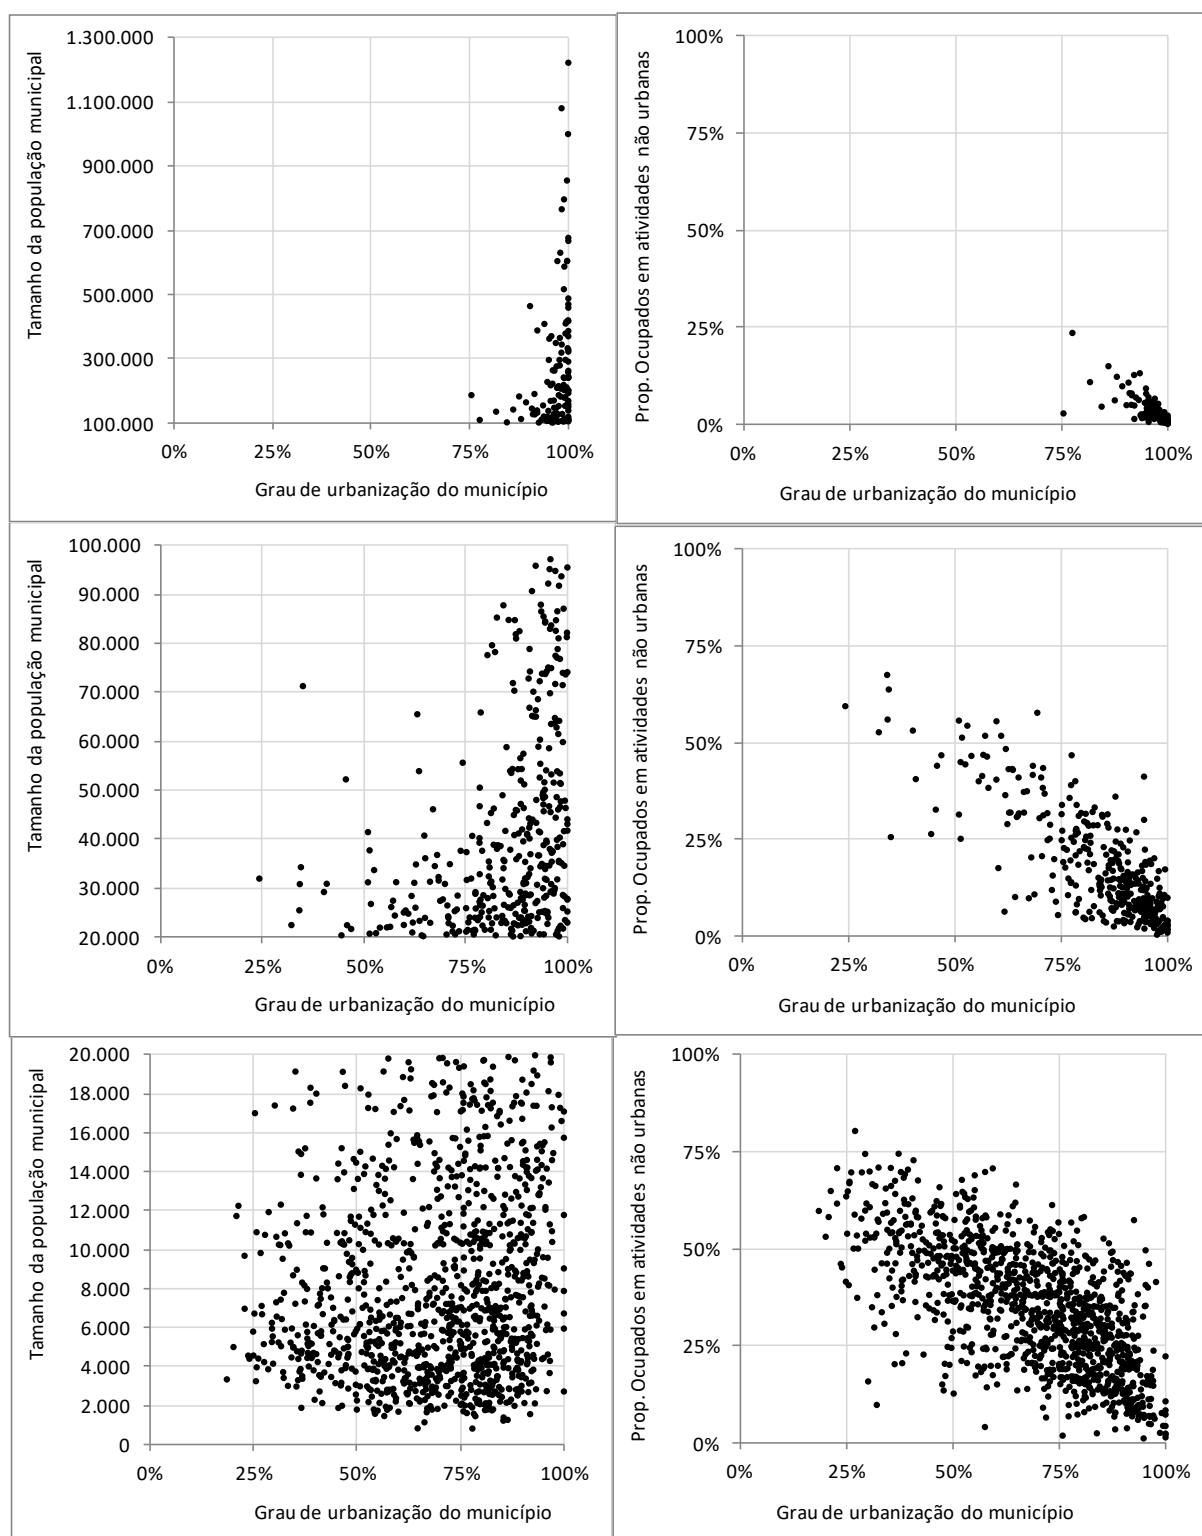 Tamanho da população municipal
1.300.000
1.100.000
900.000
700.000
500.000
300.000
100.000
0% 25% 50% 75% 100%
Grau de urbanização do município
Prop. Ocupados em atividades não urbanas
100%
75%
50%
25%
0%
0% 25% 50% 75% 100%
Grau de urbanização do município
Tamanho da população municipal
100.000
90.000
80.000
70.000
60.000
50.000
40.000
30.000
20.000
0% 25% 50% 75% 100%
Grau de urbanização do município
Prop. Ocupados em atividades não urbanas
100%
75%
50%
25%
0%
0% 25% 50% 75% 100%
Grau de urbanização do município
Tamanho da população municipal
20.000
18.000
16.000
14.000
12.000
10.000
8.000
6.000
4.000
2.000
0
0% 25% 50% 75% 100%
Grau de urbanização do município
Prop. Ocupados em atividades não urbanas
100%
75%
50%
25%
0%
0% 25% 50% 75% 100%
Grau de urbanização do município